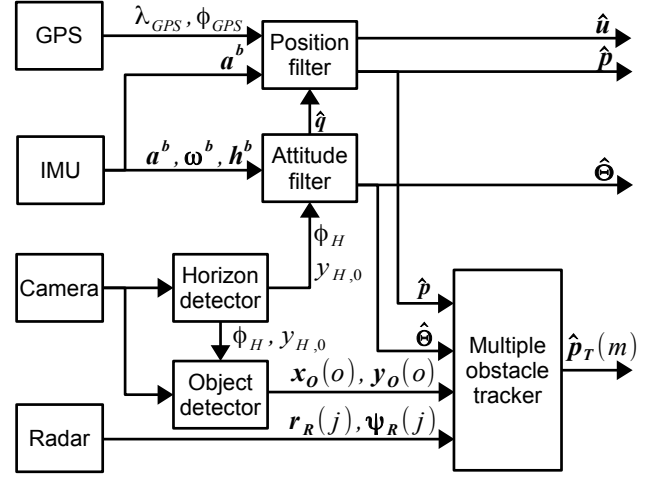 GPS
λ_GPS, ϕ_GPS
a^b
Position
filter
û
p̂
q̂
IMU
a^b, ω^b, h^b
Attitude
filter
Θ̂
ϕ_H
y_H,0
Camera
Horizon
detector
p̂
ϕ_H, y_H,0
Θ̂
Object
detector
x_O(o), y_O(o)
Multiple
obstacle
tracker
p̂_T(m)
Radar
r_R(j), ψ_R(j)